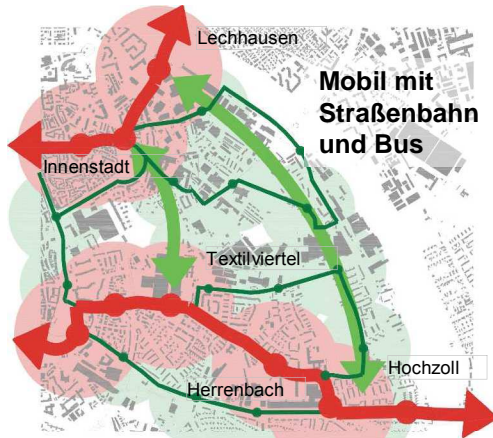 Lechhausen
Mobil mit
Straßenbahn
und Bus
Innenstadt
Textilviertel
Hochzoll
Herrenbach